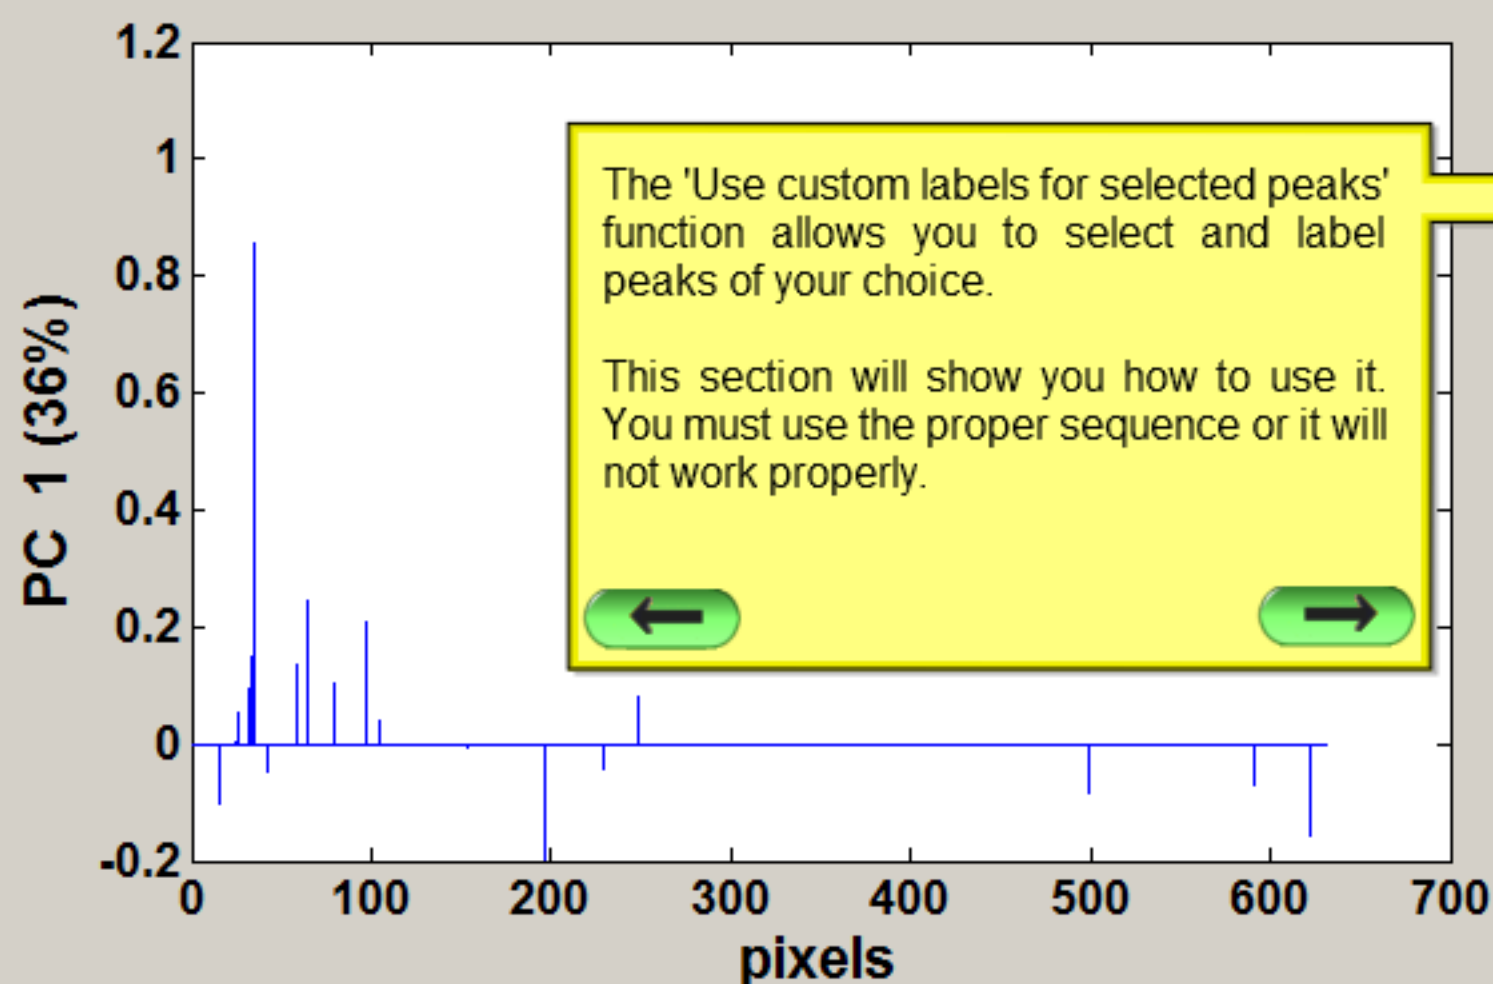 1.2
1
0.8
0.6
0.4
0.2
0
-0.2
PC 1 (36%)
The 'Use custom labels for selected peaks'
function allows you to select and label
peaks of your choice.
This section will show you how to use it.
You must use the proper sequence or it will
not work properly.
0 100 200 300 400 500 600 700
pixels